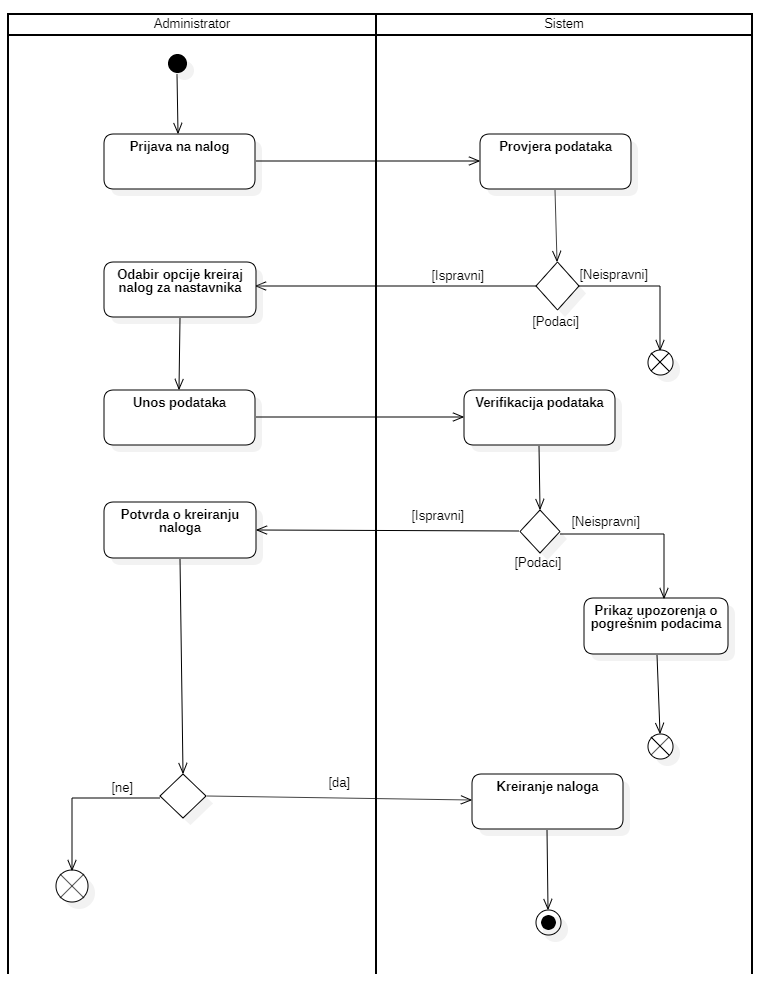 Administrator
Sistem
Prijava na nalog
Provjera podataka
Odabir opcije kreiraj
nalog za nastavnika
[Ispravni]
[Neispravni]
[Podaci]
Unos podataka
Verifikacija podataka
Potvrda o kreiranju
naloga
[Ispravni]
[Neispravni]
[Podaci]
Prikaz upozorenja o
pogrešnim podacima
[ne]
[da]
Kreiranje naloga